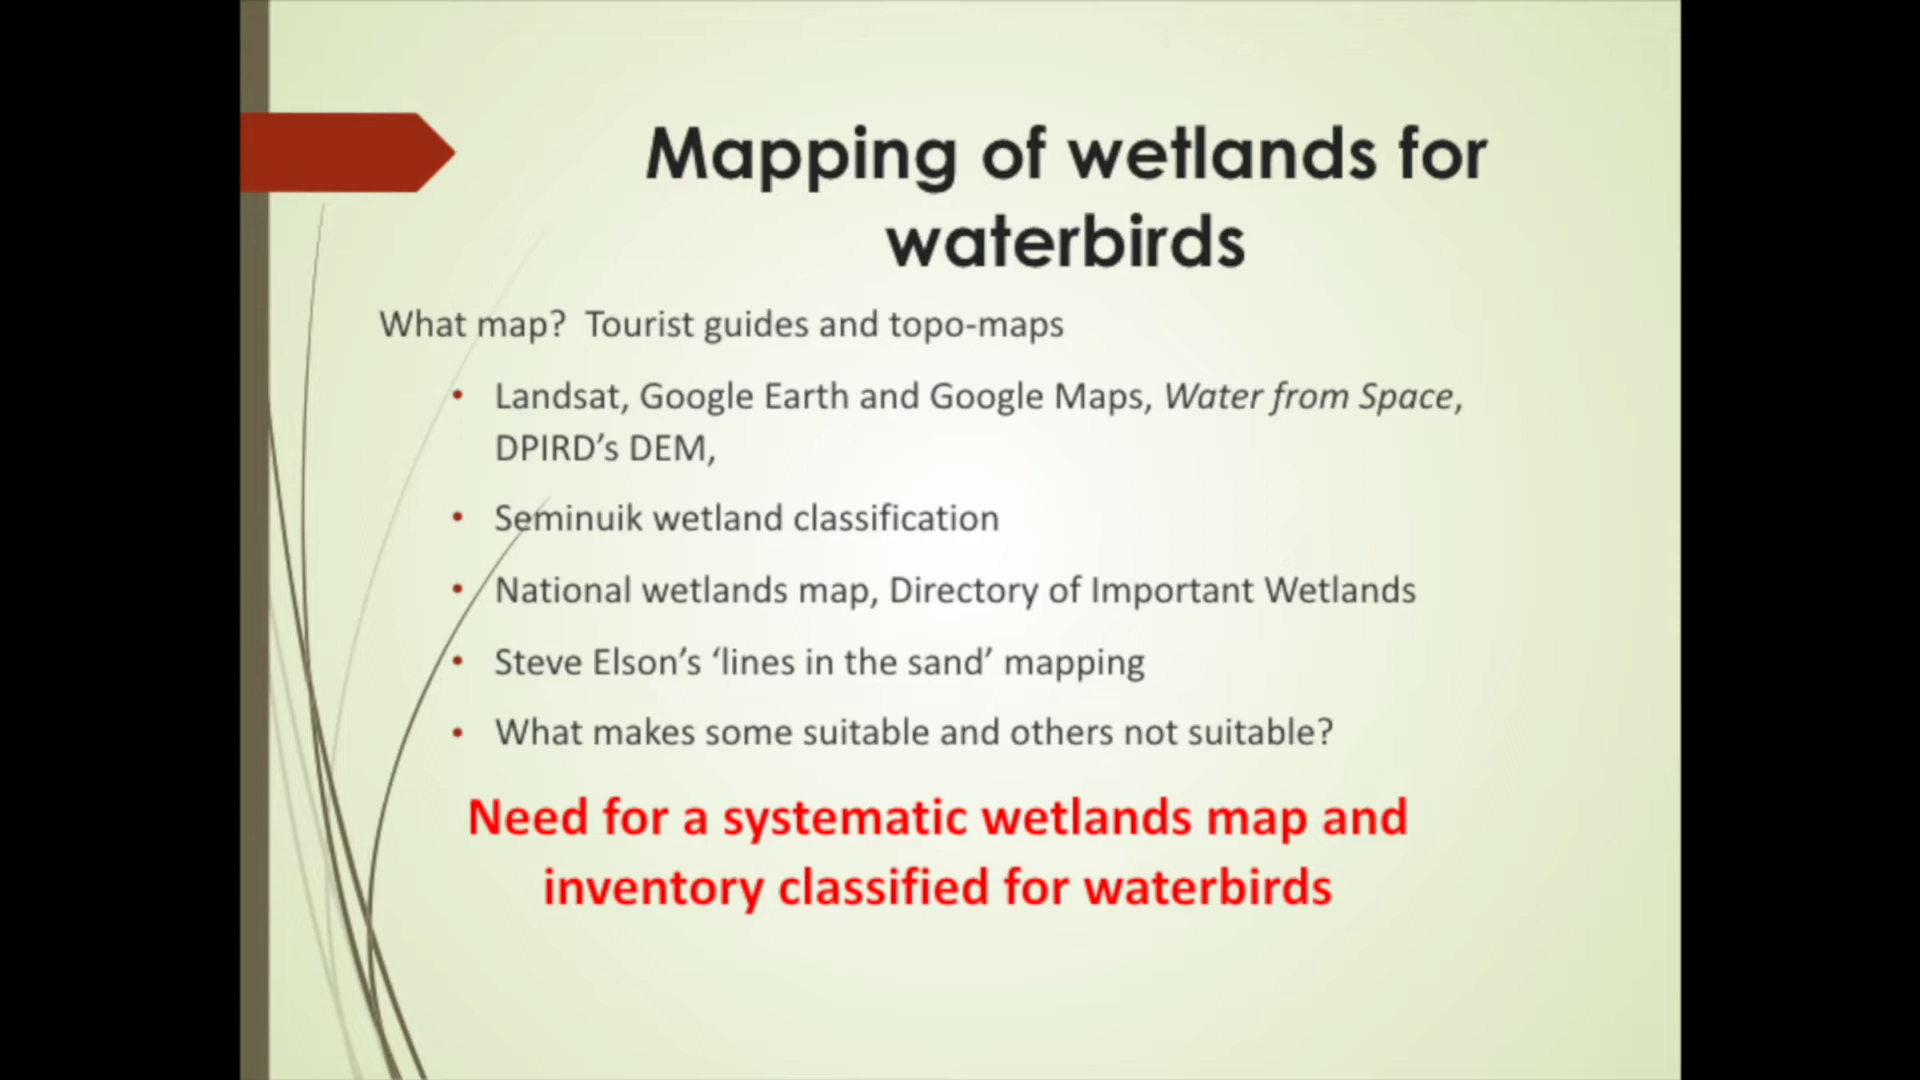 Mapping of wetlands for
waterbirds
What map?  Tourist guides and topo-maps
• Landsat, Google Earth and Google Maps, Water from Space,
DPIRD’s DEM,
• Seminuik wetland classification
• National wetlands map, Directory of Important Wetlands
• Steve Elson’s ‘lines in the sand’ mapping
• What makes some suitable and others not suitable?
Need for a systematic wetlands map and
inventory classified for waterbirds